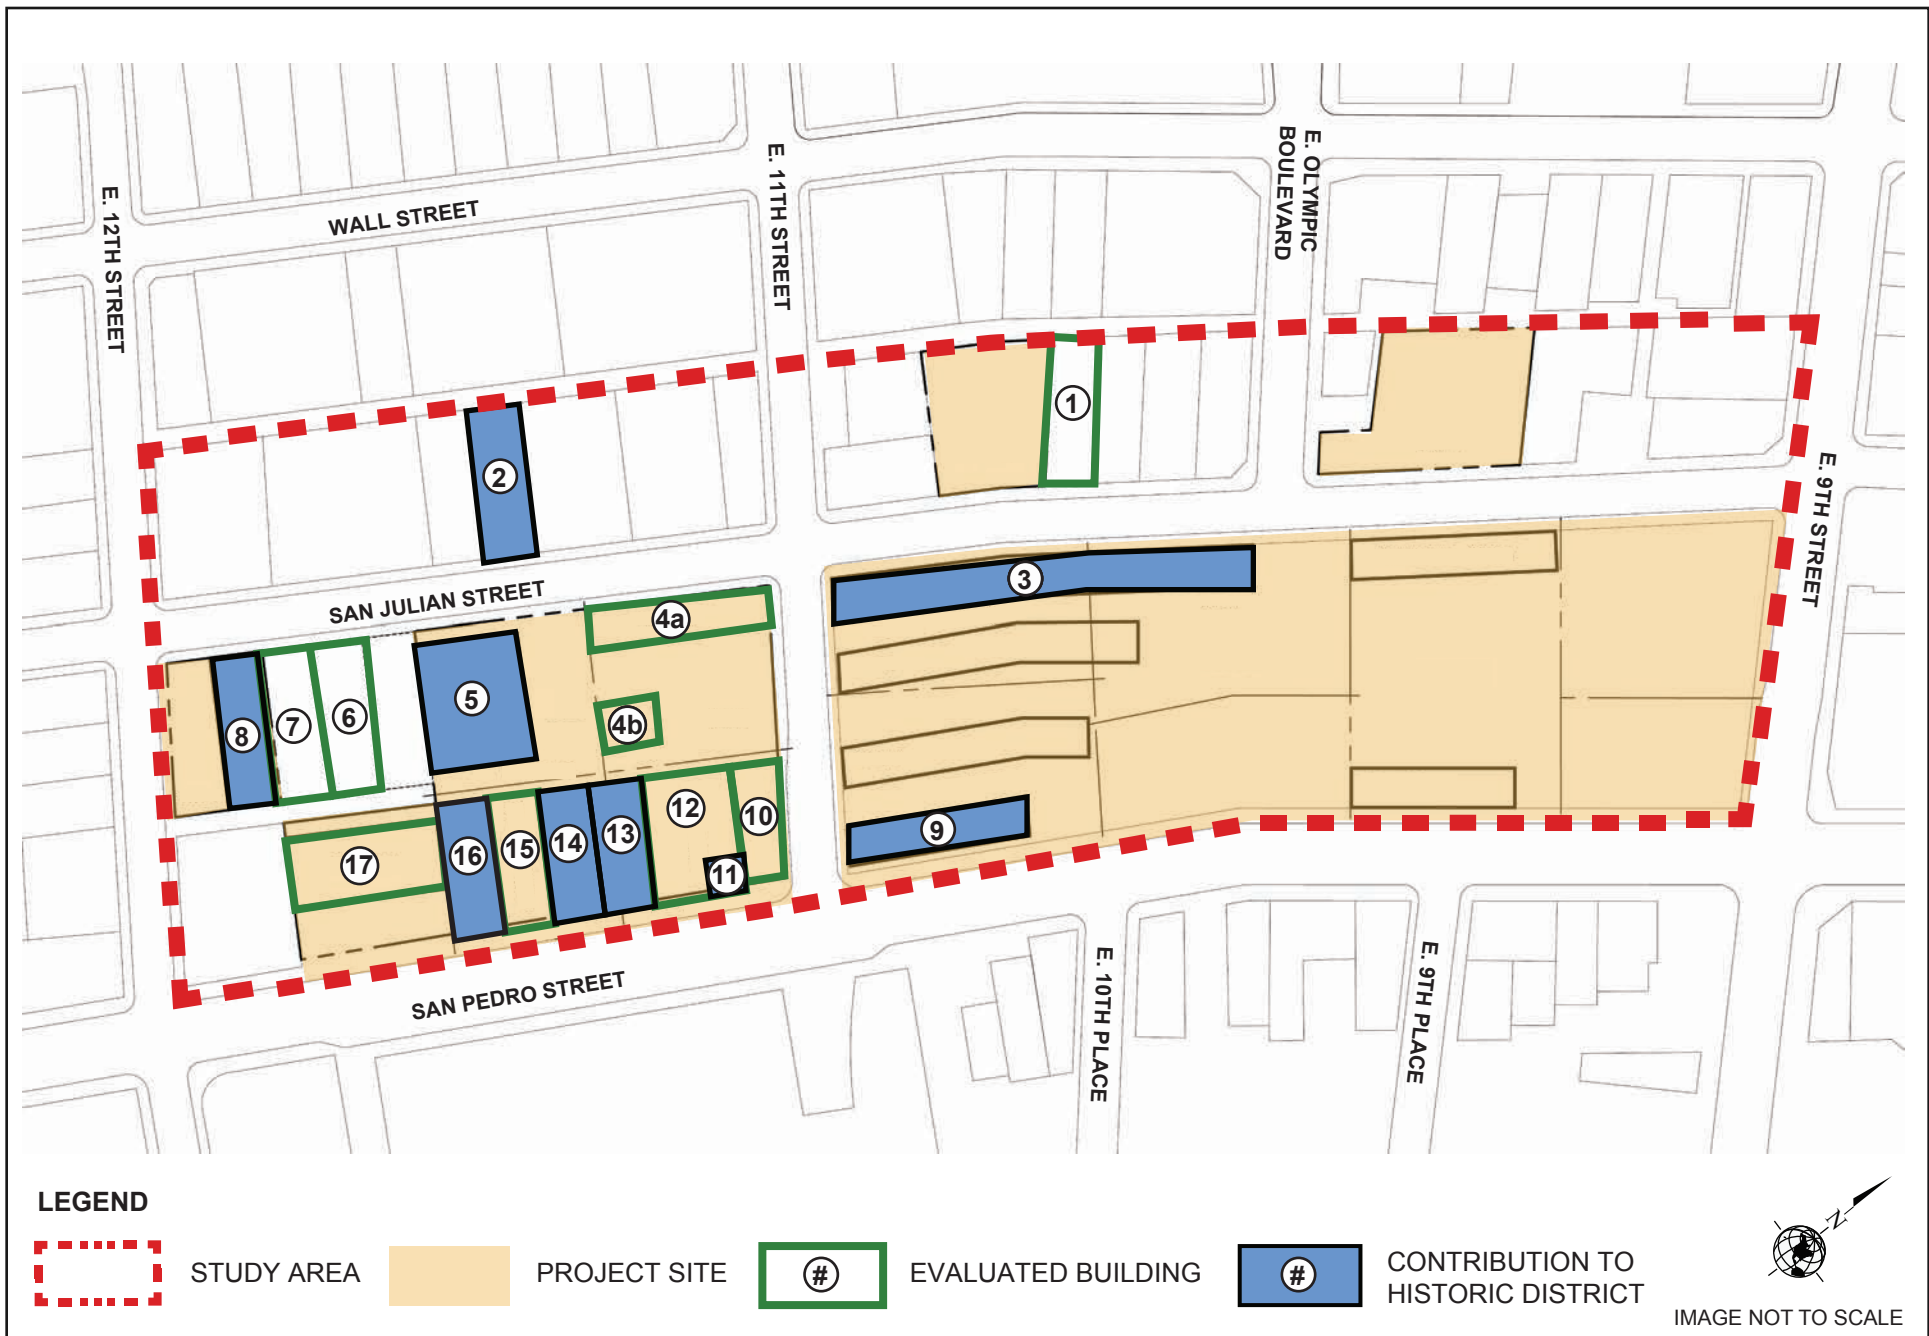 E. 12TH STREET
WALL STREET
E. 11TH STREET
E. OLYMPIC
BOULEVARD
E. 9TH STREET
SAN JULIAN STREET
1
2
3
4a
4b
5
6
7
8
9
10
11
12
13
14
15
16
17
SAN PEDRO STREET
E. 10TH PLACE
E. 9TH PLACE
LEGEND
STUDY AREA
PROJECT SITE
#
EVALUATED BUILDING
#
CONTRIBUTION TO
HISTORIC DISTRICT
N
IMAGE NOT TO SCALE